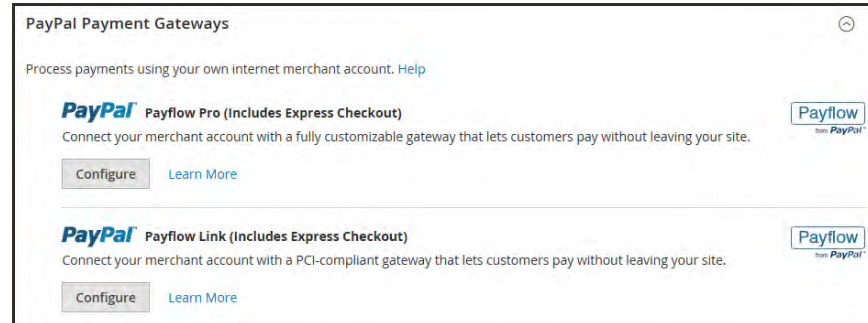 PayPal Payment Gateways
Process payments using your own internet merchant account. Help
PayPal Payflow Pro (Includes Express Checkout)
Payflow
from PayPal
Connect your merchant account with a fully customizable gateway that lets customers pay without leaving your site.
Configure Learn More
PayPal Payflow Link (Includes Express Checkout)
Payflow
from PayPal
Connect your merchant account with a PCI-compliant gateway that lets customers pay without leaving your site.
Configure Learn More